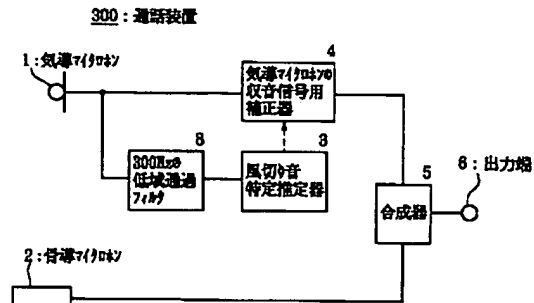 300：通話装置
1：気導マイクロホン
4
気導マイクロホンの
収音信号用
補正器
8
300Hzの
低域通過
フィルタ
3
風切り音
特定推定器
5
合成器
6：出力端
2：骨導マイクロホン